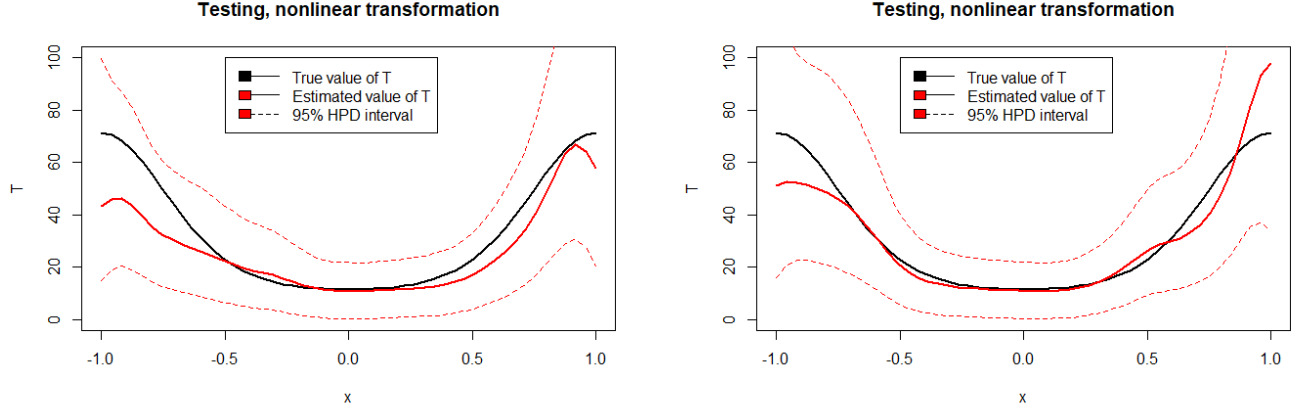 Testing, nonlinear transformation
100
80
60
40
20
0
T
True value of T
Estimated value of T
95% HPD interval
-1.0 -0.5 0.0 0.5 1.0
x
Testing, nonlinear transformation
100
80
60
40
20
0
T
True value of T
Estimated value of T
95% HPD interval
-1.0 -0.5 0.0 0.5 1.0
x